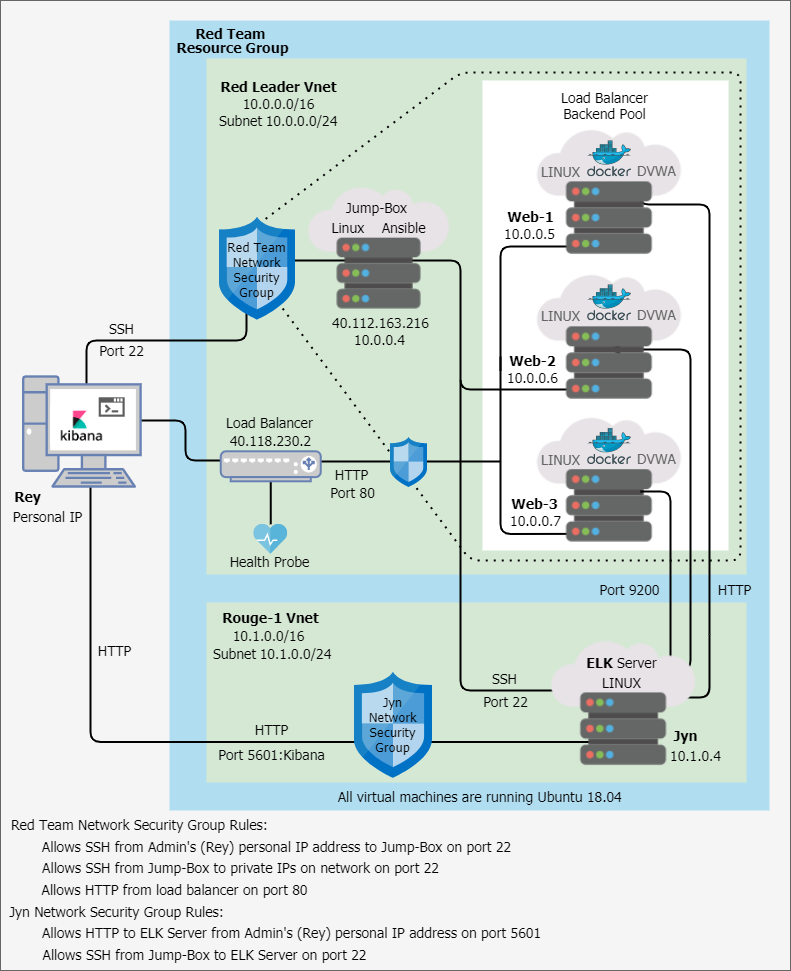 Red Team
Resource Group
Red Leader Vnet
10.0.0.0/16
Subnet 10.0.0.0/24
Load Balancer
Backend Pool
LINUX docker DVWA
Web-1
10.0.0.5
Jump-Box
Linux Ansible
40.112.163.216
10.0.0.4
Red Team
Network
Security
Group
SSH
Port 22
LINUX docker DVWA
Web-2
10.0.0.6
kibana
Rey
Personal IP
Load Balancer
40.118.230.2
HTTP
Port 80
Health Probe
LINUX docker DVWA
Web-3
10.0.0.7
Port 9200
HTTP
Rouge-1 Vnet
10.1.0.0/16
Subnet 10.1.0.0/24
HTTP
ELK Server
LINUX
SSH
Port 22
Jyn
Network
Security
Group
HTTP
Port 5601:Kibana
Jyn
10.1.0.4
All virtual machines are running Ubuntu 18.04
Red Team Network Security Group Rules:
Allows SSH from Admin's (Rey) personal IP address to Jump-Box on port 22
Allows SSH from Jump-Box to private IPs on network on port 22
Allows HTTP from load balancer on port 80
Jyn Network Security Group Rules:
Allows HTTP to ELK Server from Admin's (Rey) personal IP address on port 5601
Allows SSH from Jump-Box to ELK Server on port 22